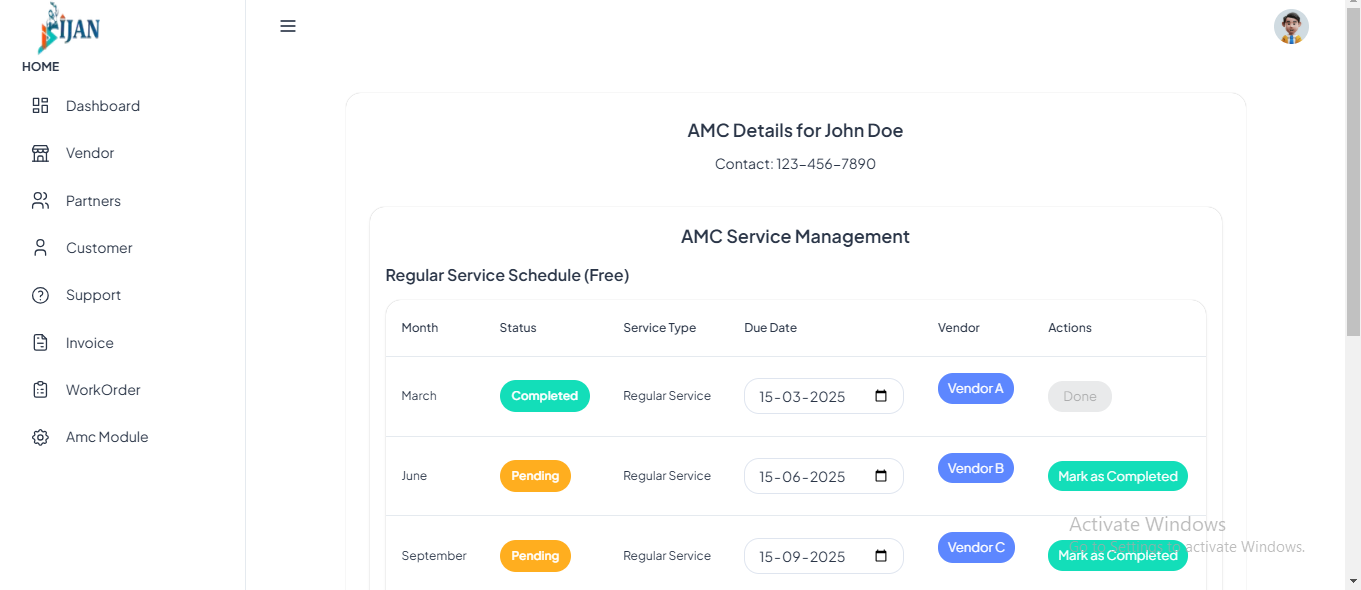 IJAN
HOME
Dashboard
Vendor
Partners
Customer
Support
Invoice
WorkOrder
Amc Module
AMC Details for John Doe
Contact: 123-456-7890
AMC Service Management
Regular Service Schedule (Free)
Month Status Service Type Due Date Vendor Actions
March Completed Regular Service 15-03-2025 Vendor A Done
June Pending Regular Service 15-06-2025 Vendor B Mark as Completed
September Pending Regular Service 15-09-2025 Vendor C Mark as Completed
Activate Windows
activate Windows.